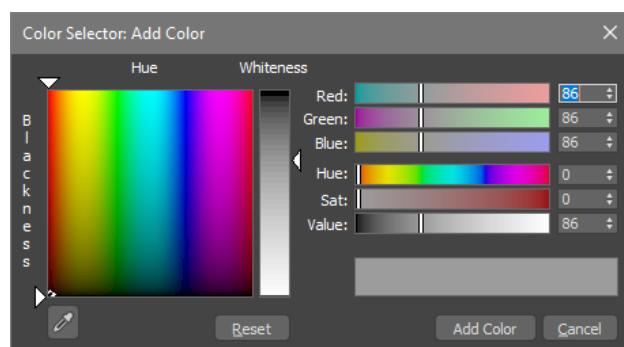 Color Selector: Add Color
Hue Whiteness
Blackness
Red: 86
Green: 86
Blue: 86
Hue: 0
Sat: 0
Value: 86
Reset Add Color Cancel